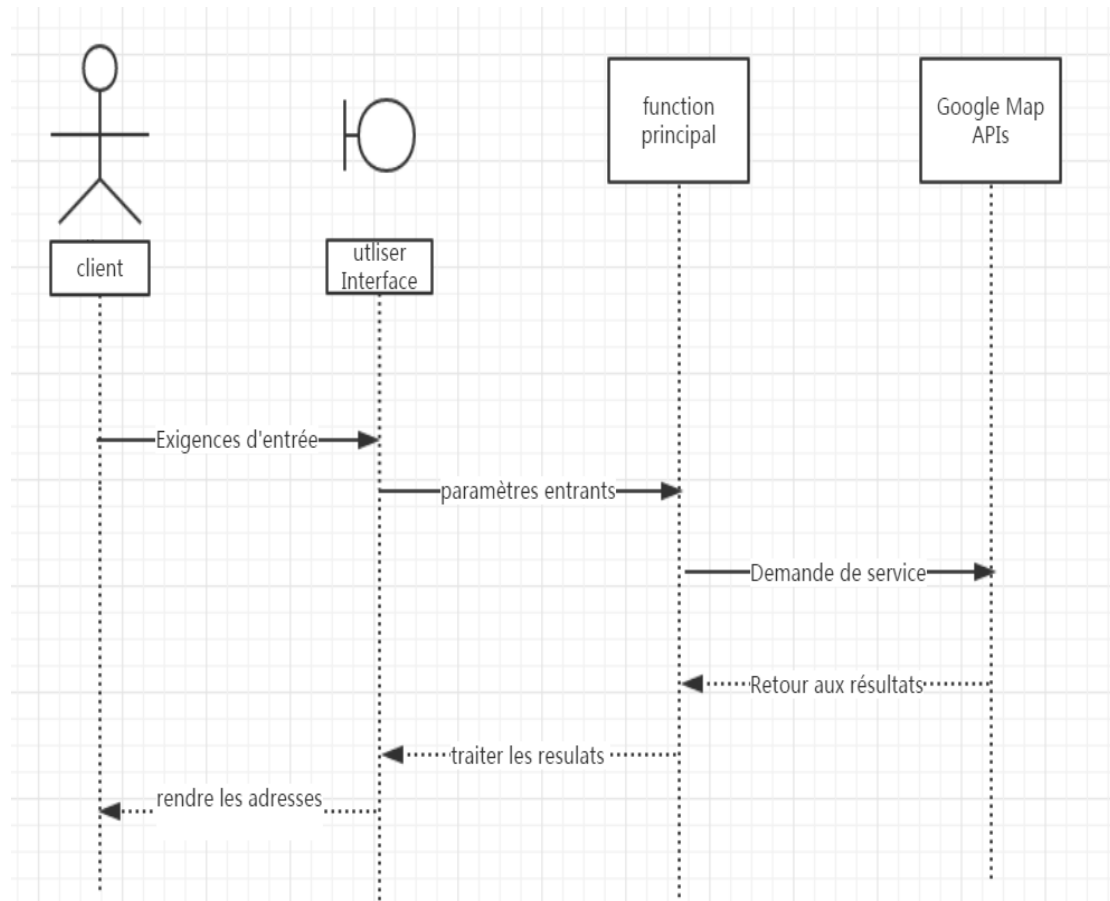 function
principal
Google Map
APIs
client
utliser
Interface
Exigences d'entrée
paramètres entrants
Demande de service
Retour aux résultats
traiter les resulats
rendre les adresses